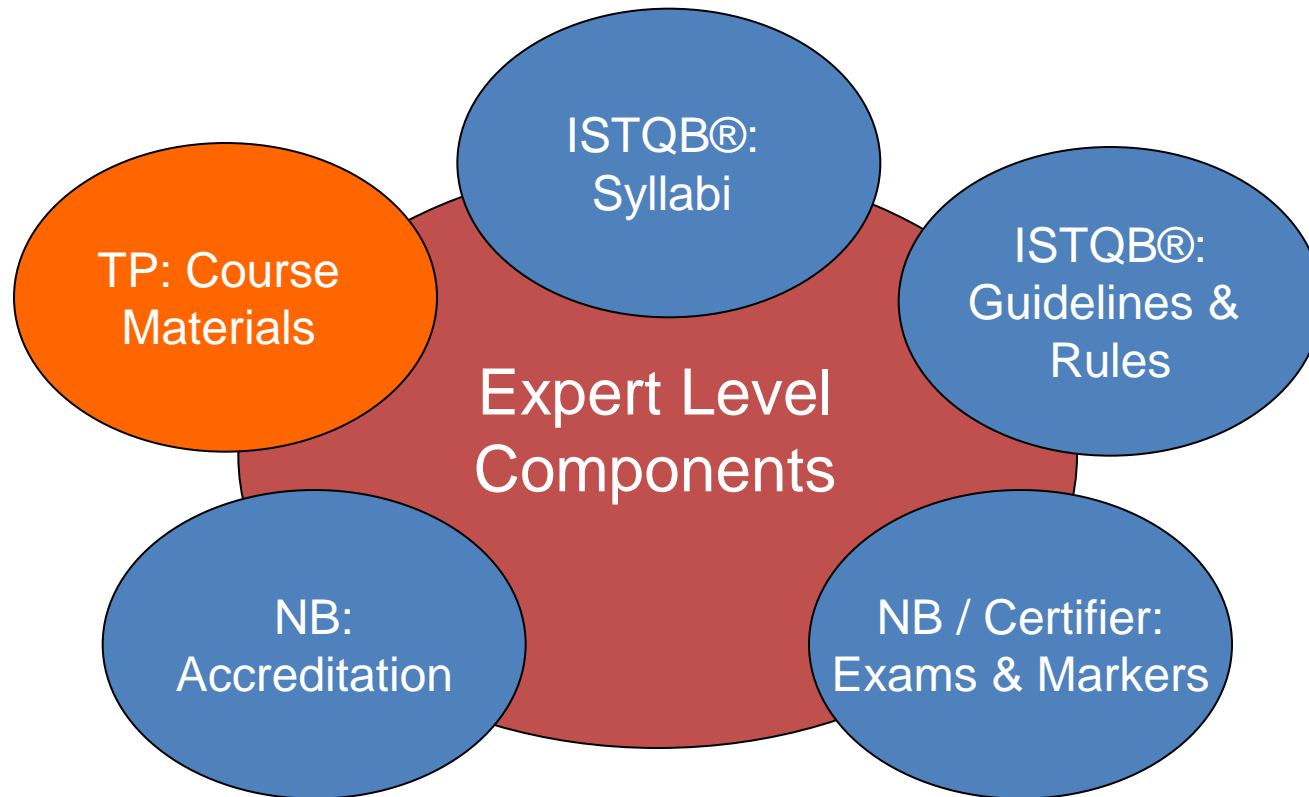 ISTQB®:
Syllabi
TP: Course
Materials
ISTQB®:
Guidelines &
Rules
Expert Level
Components
NB:
Accreditation
NB / Certifier:
Exams & Markers